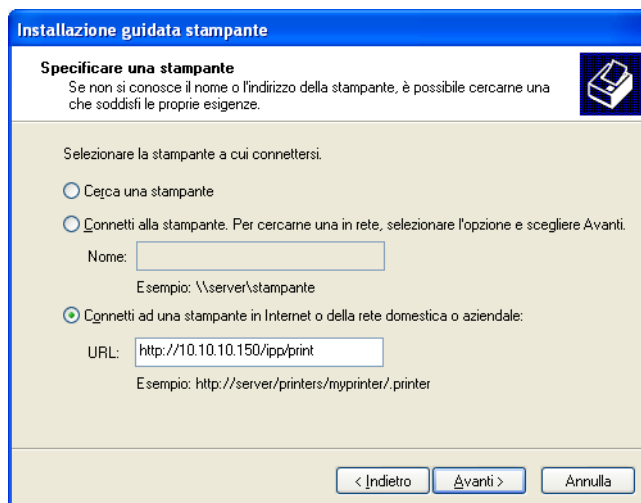 Installazione guidata stampante
Specificare una stampante
Se non si conosce il nome o l'indirizzo della stampante, è possibile cercarne una
che soddisfi le proprie esigenze.
Selezionare la stampante a cui connettersi.
Cerca una stampante
Connetti alla stampante. Per cercarne una in rete, selezionare l'opzione e scegliere Avanti.
Nome:
Esempio: \\server\stampante
Connetti ad una stampante in Internet o della rete domestica o aziendale:
URL: http://10.10.10.150/ipp/print
Esempio: http://server/printers/myprinter/.printer
< Indietro Avanti > Annulla